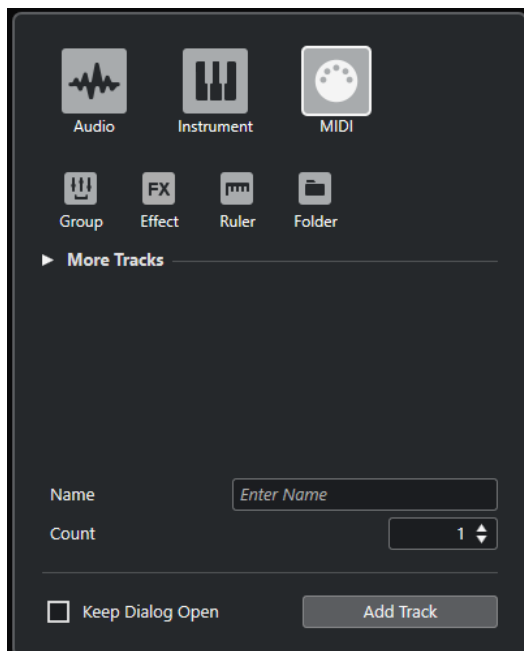 Audio Instrument MIDI
FX
Group Effect Ruler Folder
More Tracks
Name Enter Name
Count 1
Keep Dialog Open Add Track